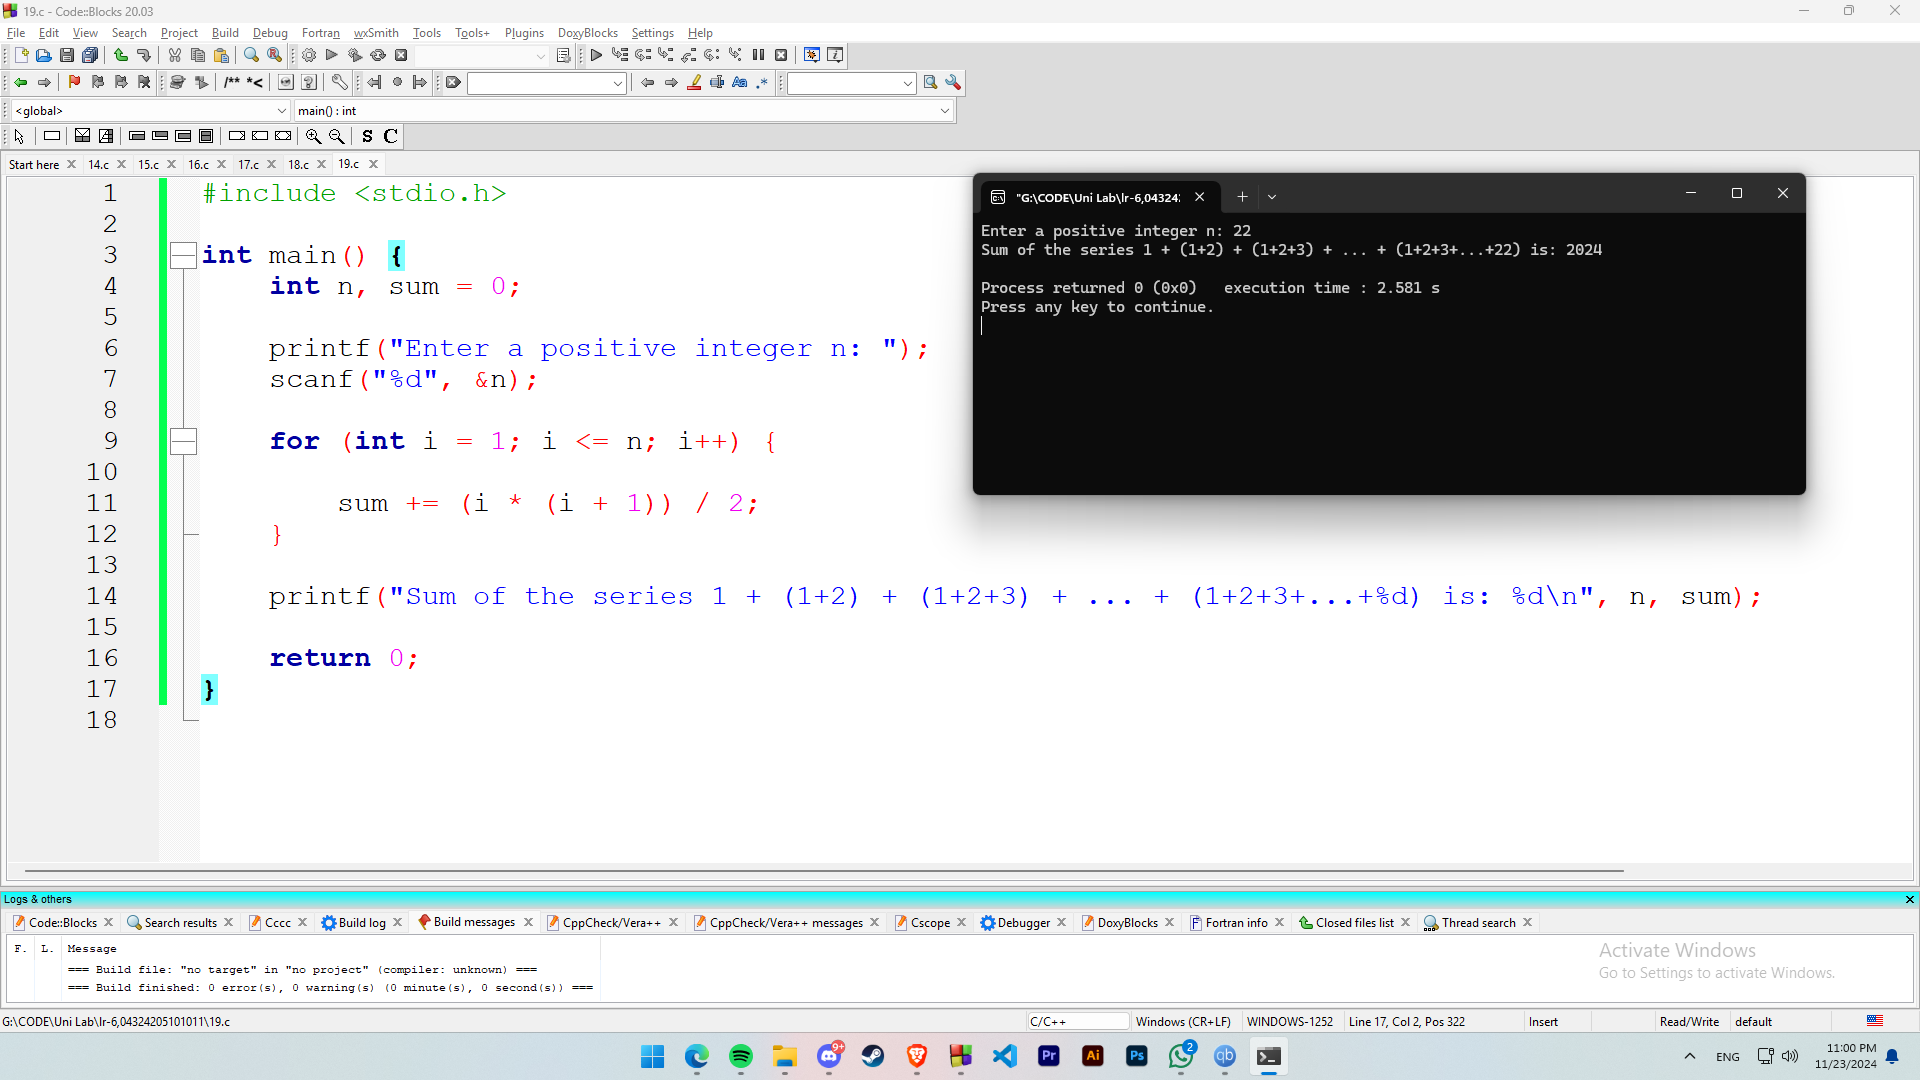 19.c - Code::Blocks 20.03
File Edit View Search Project Build Debug Fortran wxSmith Tools Tools+ Plugins DoxyBlocks Settings Help
/** *<
<global> main() : int
S C
Start here 14.c 15.c 16.c 17.c 18.c 19.c
1 #include <stdio.h>
2
3 int main() {
4 int n, sum = 0;
5
6 printf("Enter a positive integer n: ");
7 scanf("%d", &n);
8
9 for (int i = 1; i <= n; i++) {
10
11 sum += (i * (i + 1)) / 2;
12 }
13
14 printf("Sum of the series 1 + (1+2) + (1+2+3) + ... + (1+2+3+...+%d) is: %d\n", n, sum);
15
16 return 0;
17 }
18
"G:\CODE\Uni Lab\lr-6,04324:
Enter a positive integer n: 22
Sum of the series 1 + (1+2) + (1+2+3) + ... + (1+2+3+...+22) is: 2024
Process returned 0 (0x0)   execution time : 2.581 s
Press any key to continue.
Logs & others
Code::Blocks Search results Cccc Build log Build messages CppCheck/Vera++ CppCheck/Vera++ messages Cscope Debugger DoxyBlocks Fortran info Closed files list Thread search
F. L. Message
=== Build file: "no target" in "no project" (compiler: unknown) ===
=== Build finished: 0 error(s), 0 warning(s) (0 minute(s), 0 second(s)) ===
Activate Windows
Go to Settings to activate Windows.
G:\CODE\Uni Lab\lr-6,04324205101011\19.c C/C++ Windows (CR+LF) WINDOWS-1252 Line 17, Col 2, Pos 322 Insert Read/Write default
9+ Pr Ai Ps 2 qb ENG 11:00 PM
11/23/2024